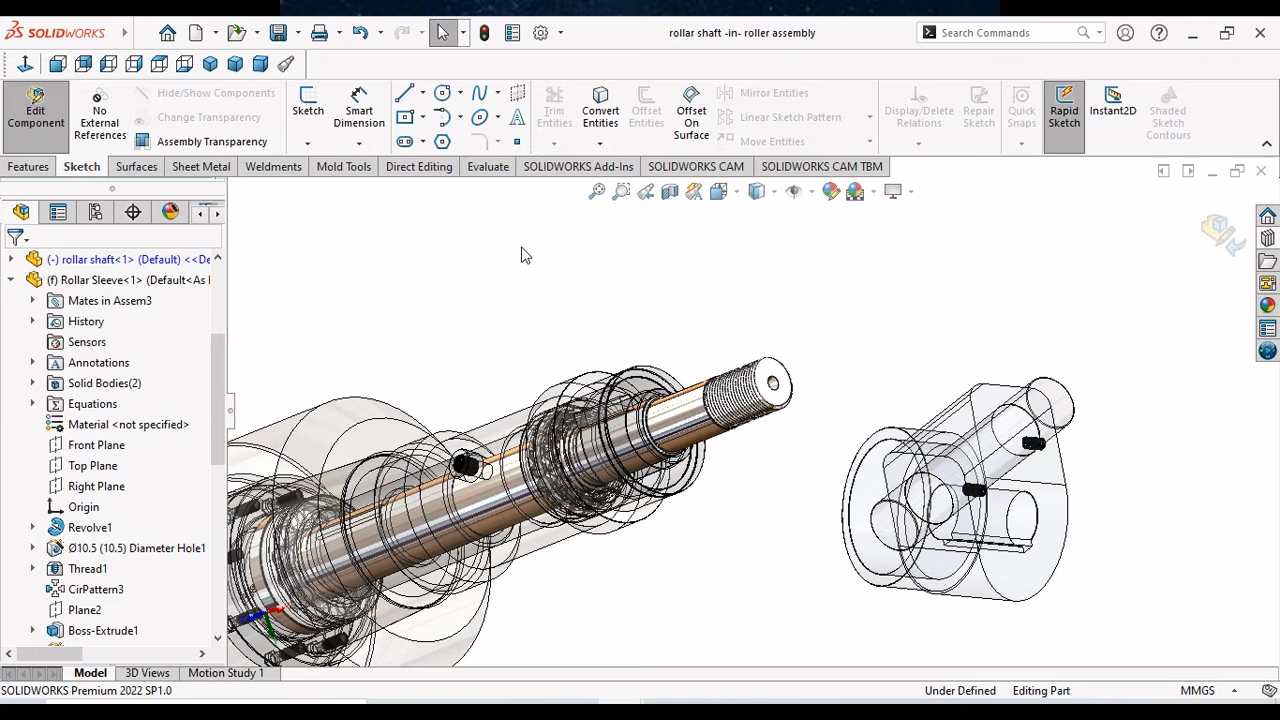 SOLIDWORKS
rollar shaft -in- roller assembly
Search Commands
Edit Component
No External References
Hide/Show Components
Change Transparency
Assembly Transparency
Sketch
Smart Dimension
Trim Entities
Convert Entities
Offset Entities
Offset On Surface
Mirror Entities
Linear Sketch Pattern
Move Entities
Display/Delete Relations
Repair Sketch
Quick Snaps
Rapid Sketch
Instant2D
Shaded Sketch Contours
Features
Sketch
Surfaces
Sheet Metal
Weldments
Mold Tools
Direct Editing
Evaluate
SOLIDWORKS Add-Ins
SOLIDWORKS CAM
SOLIDWORKS CAM TBM
(-) rollar shaft<1> (Default) <<De
(f) Rollar Sleeve<1> (Default<As
Mates in Assem3
History
Sensors
Annotations
Solid Bodies(2)
Equations
Material <not specified>
Front Plane
Top Plane
Right Plane
Origin
Revolve1
Ø10.5 (10.5) Diameter Hole1
Thread1
CirPattern3
Plane2
Boss-Extrude1
Model
3D Views
Motion Study 1
SOLIDWORKS Premium 2022 SP1.0
Under Defined
Editing Part
MMGS